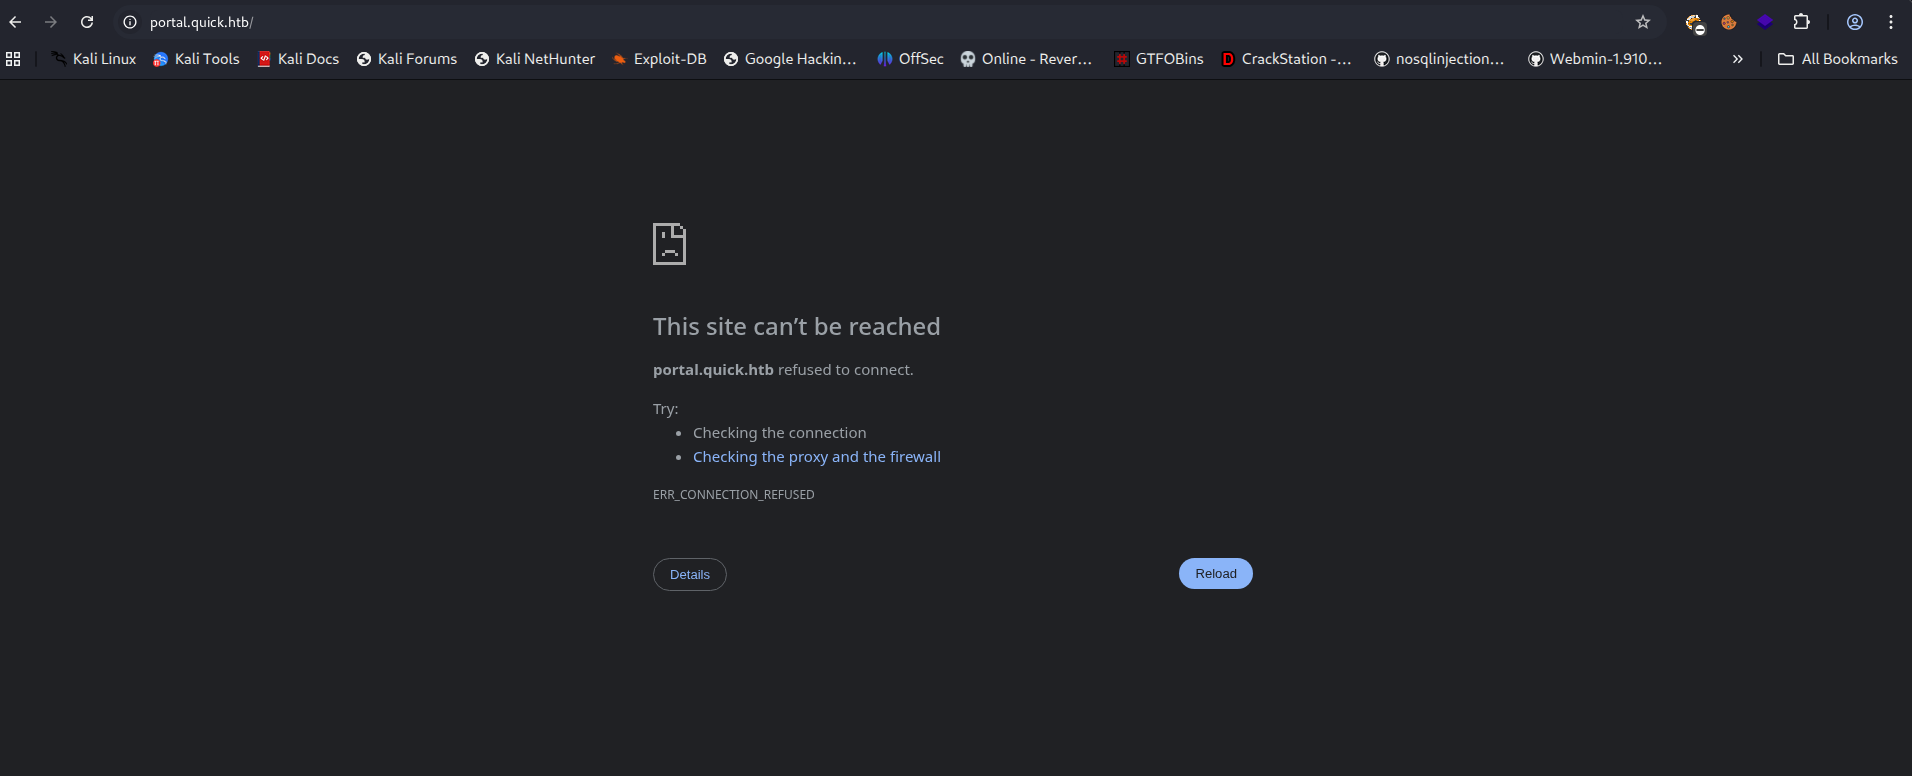 portal.quick.htb/
Kali Linux Kali Tools Kali Docs Kali Forums Kali NetHunter Exploit-DB Google Hackin... OffSec Online - Rever... GTFOBins CrackStation -... nosqlinjection... Webmin-1.910... » All Bookmarks
This site can’t be reached
portal.quick.htb refused to connect.
Try:
• Checking the connection
• Checking the proxy and the firewall
ERR_CONNECTION_REFUSED
Details Reload